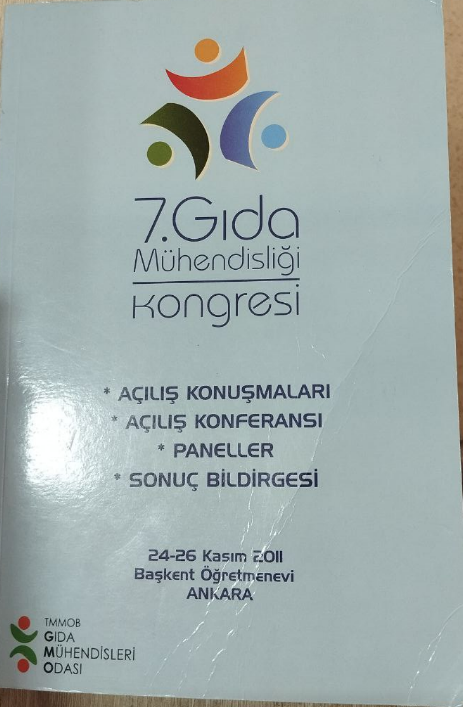 7.Gıda
Mühendisliği
Kongresi
* AÇILIŞ KONUŞMALARI
* AÇILIŞ KONFERANSI
* PANELLER
* SONUÇ BİLDİRGESİ
24-26 Kasım 2011
Başkent Öğretmenevi
ANKARA
TMMOB
GIDA
MÜHENDİSLERİ
ODASI